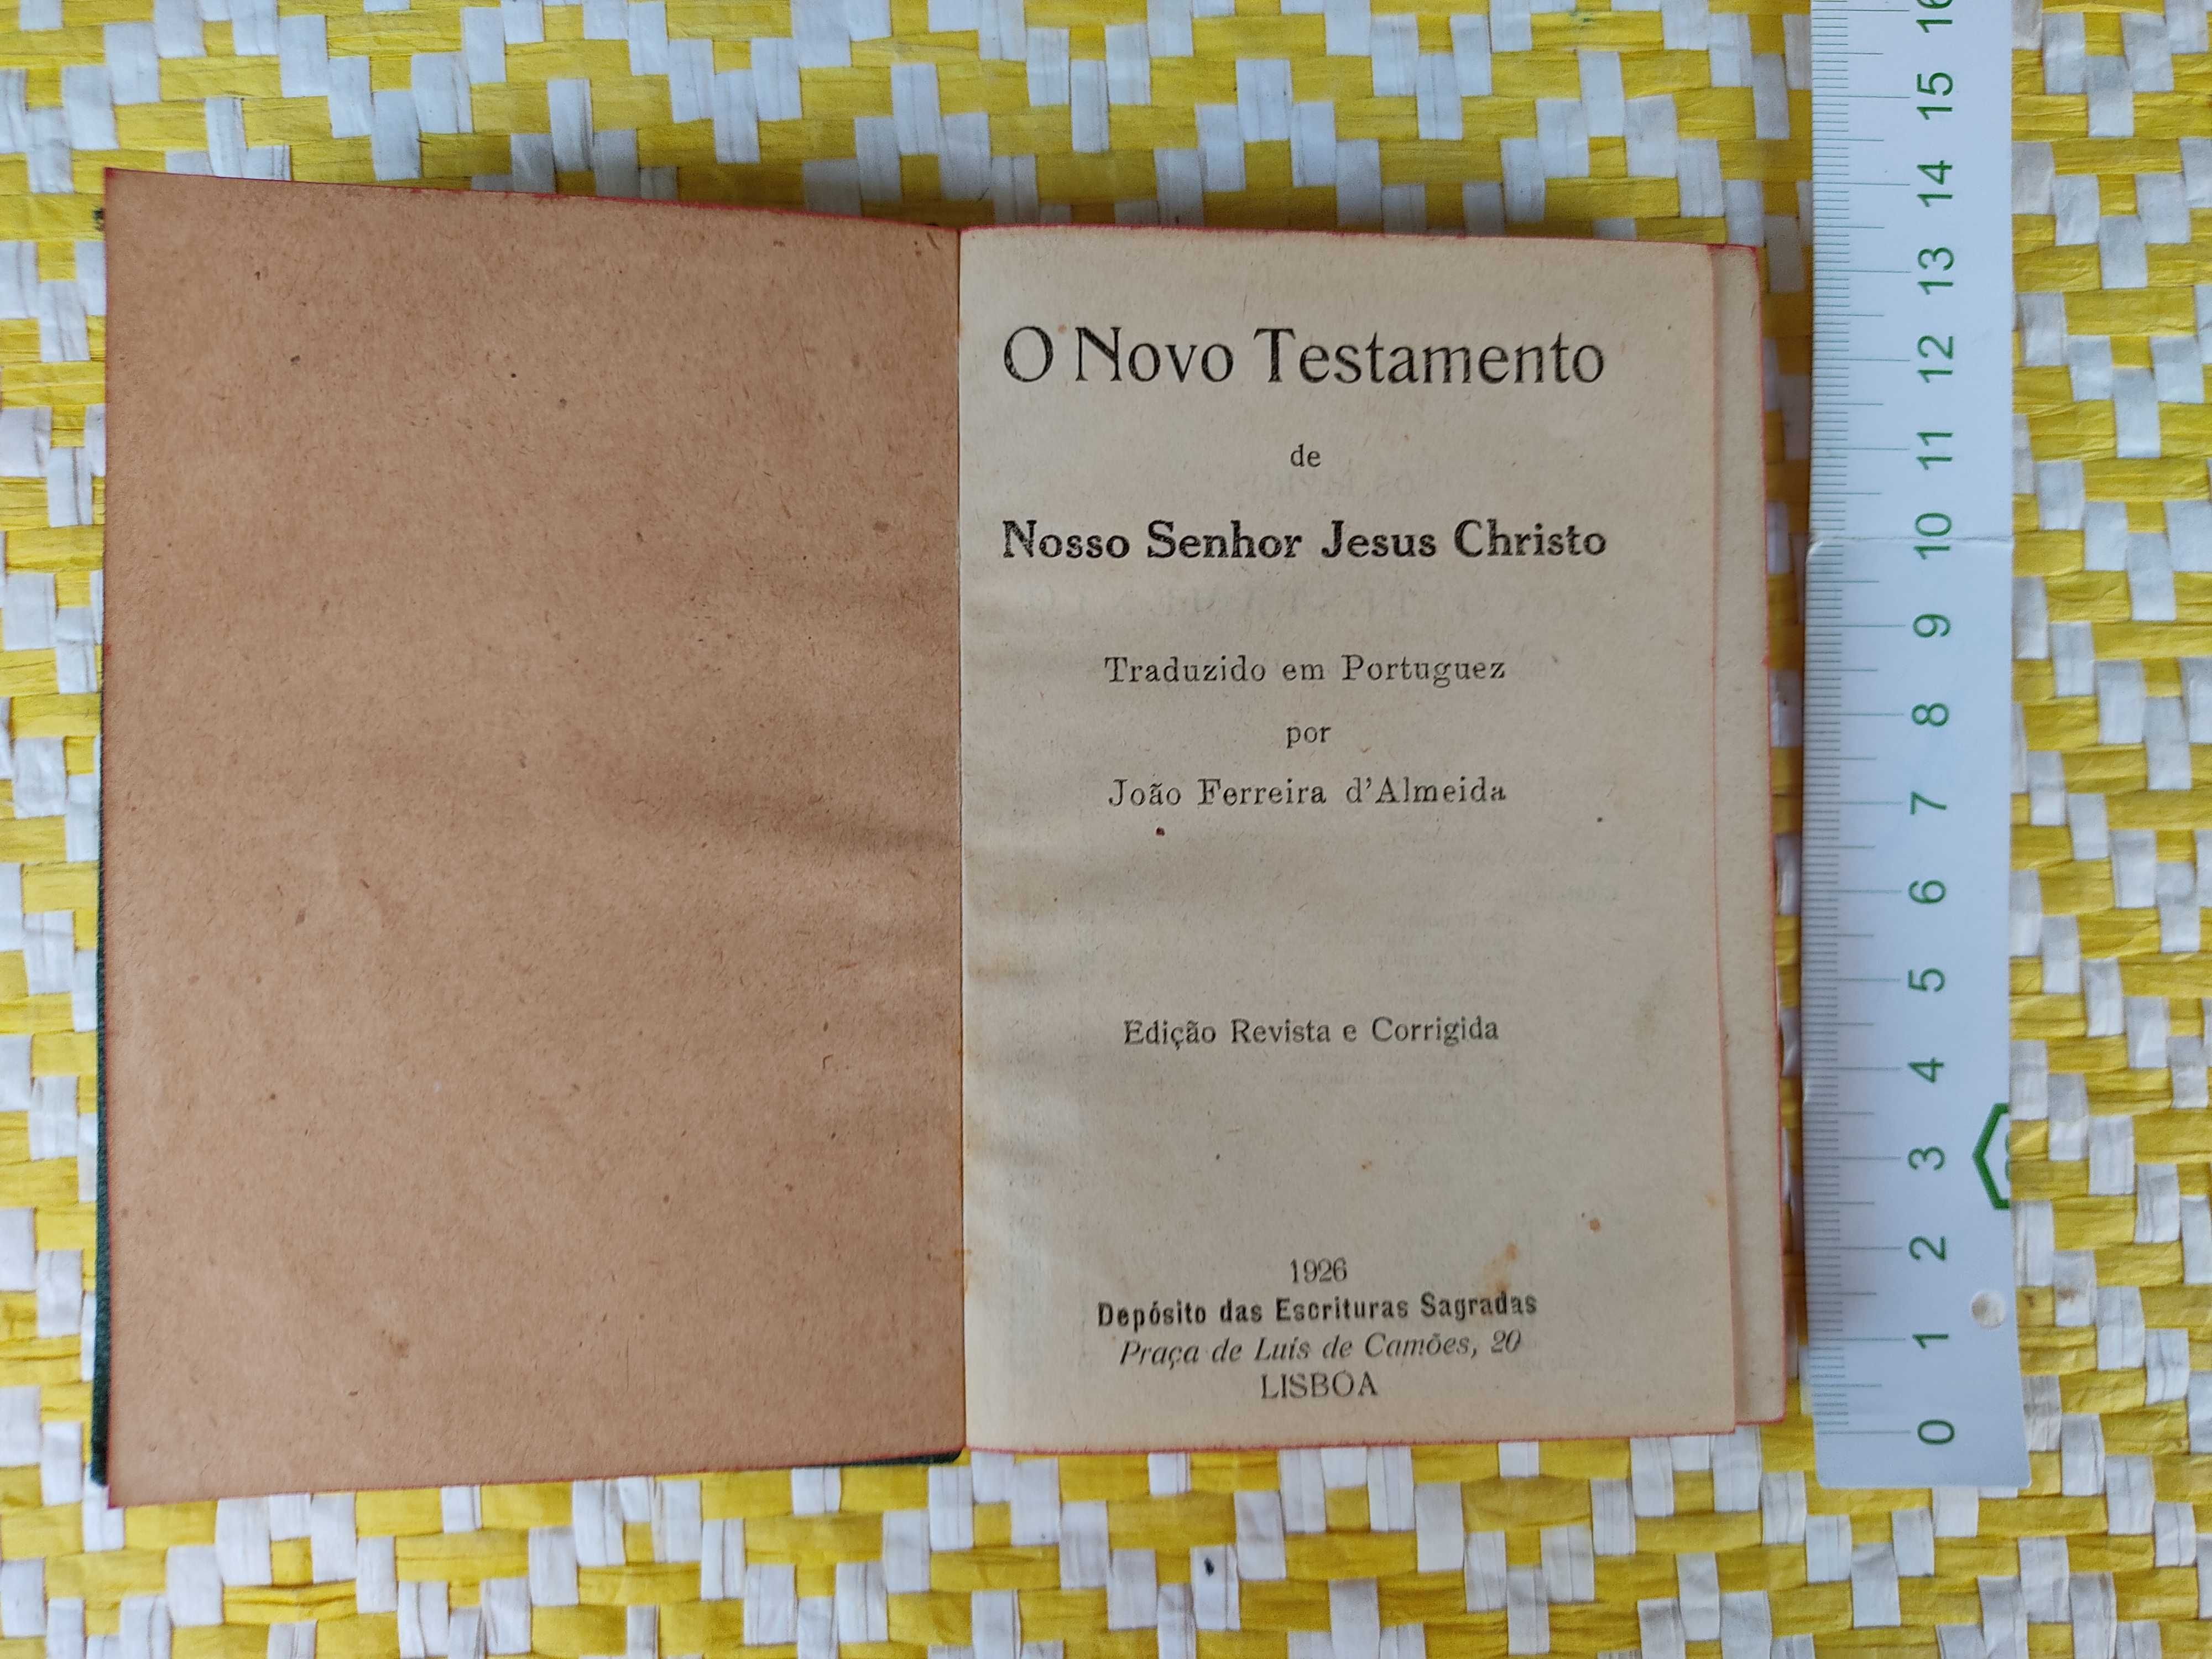 O Novo Testamento
de
Nosso Senhor Jesus Christo
Traduzido em Portuguez
por
João Ferreira d'Almeida
Edição Revista e Corrigida
1926
Depósito das Escrituras Sagradas
Praça de Luís de Camões, 20
LISBOA
0 1 2 3 4 5 6 7 8 9 10 11 12 13 14 15 16